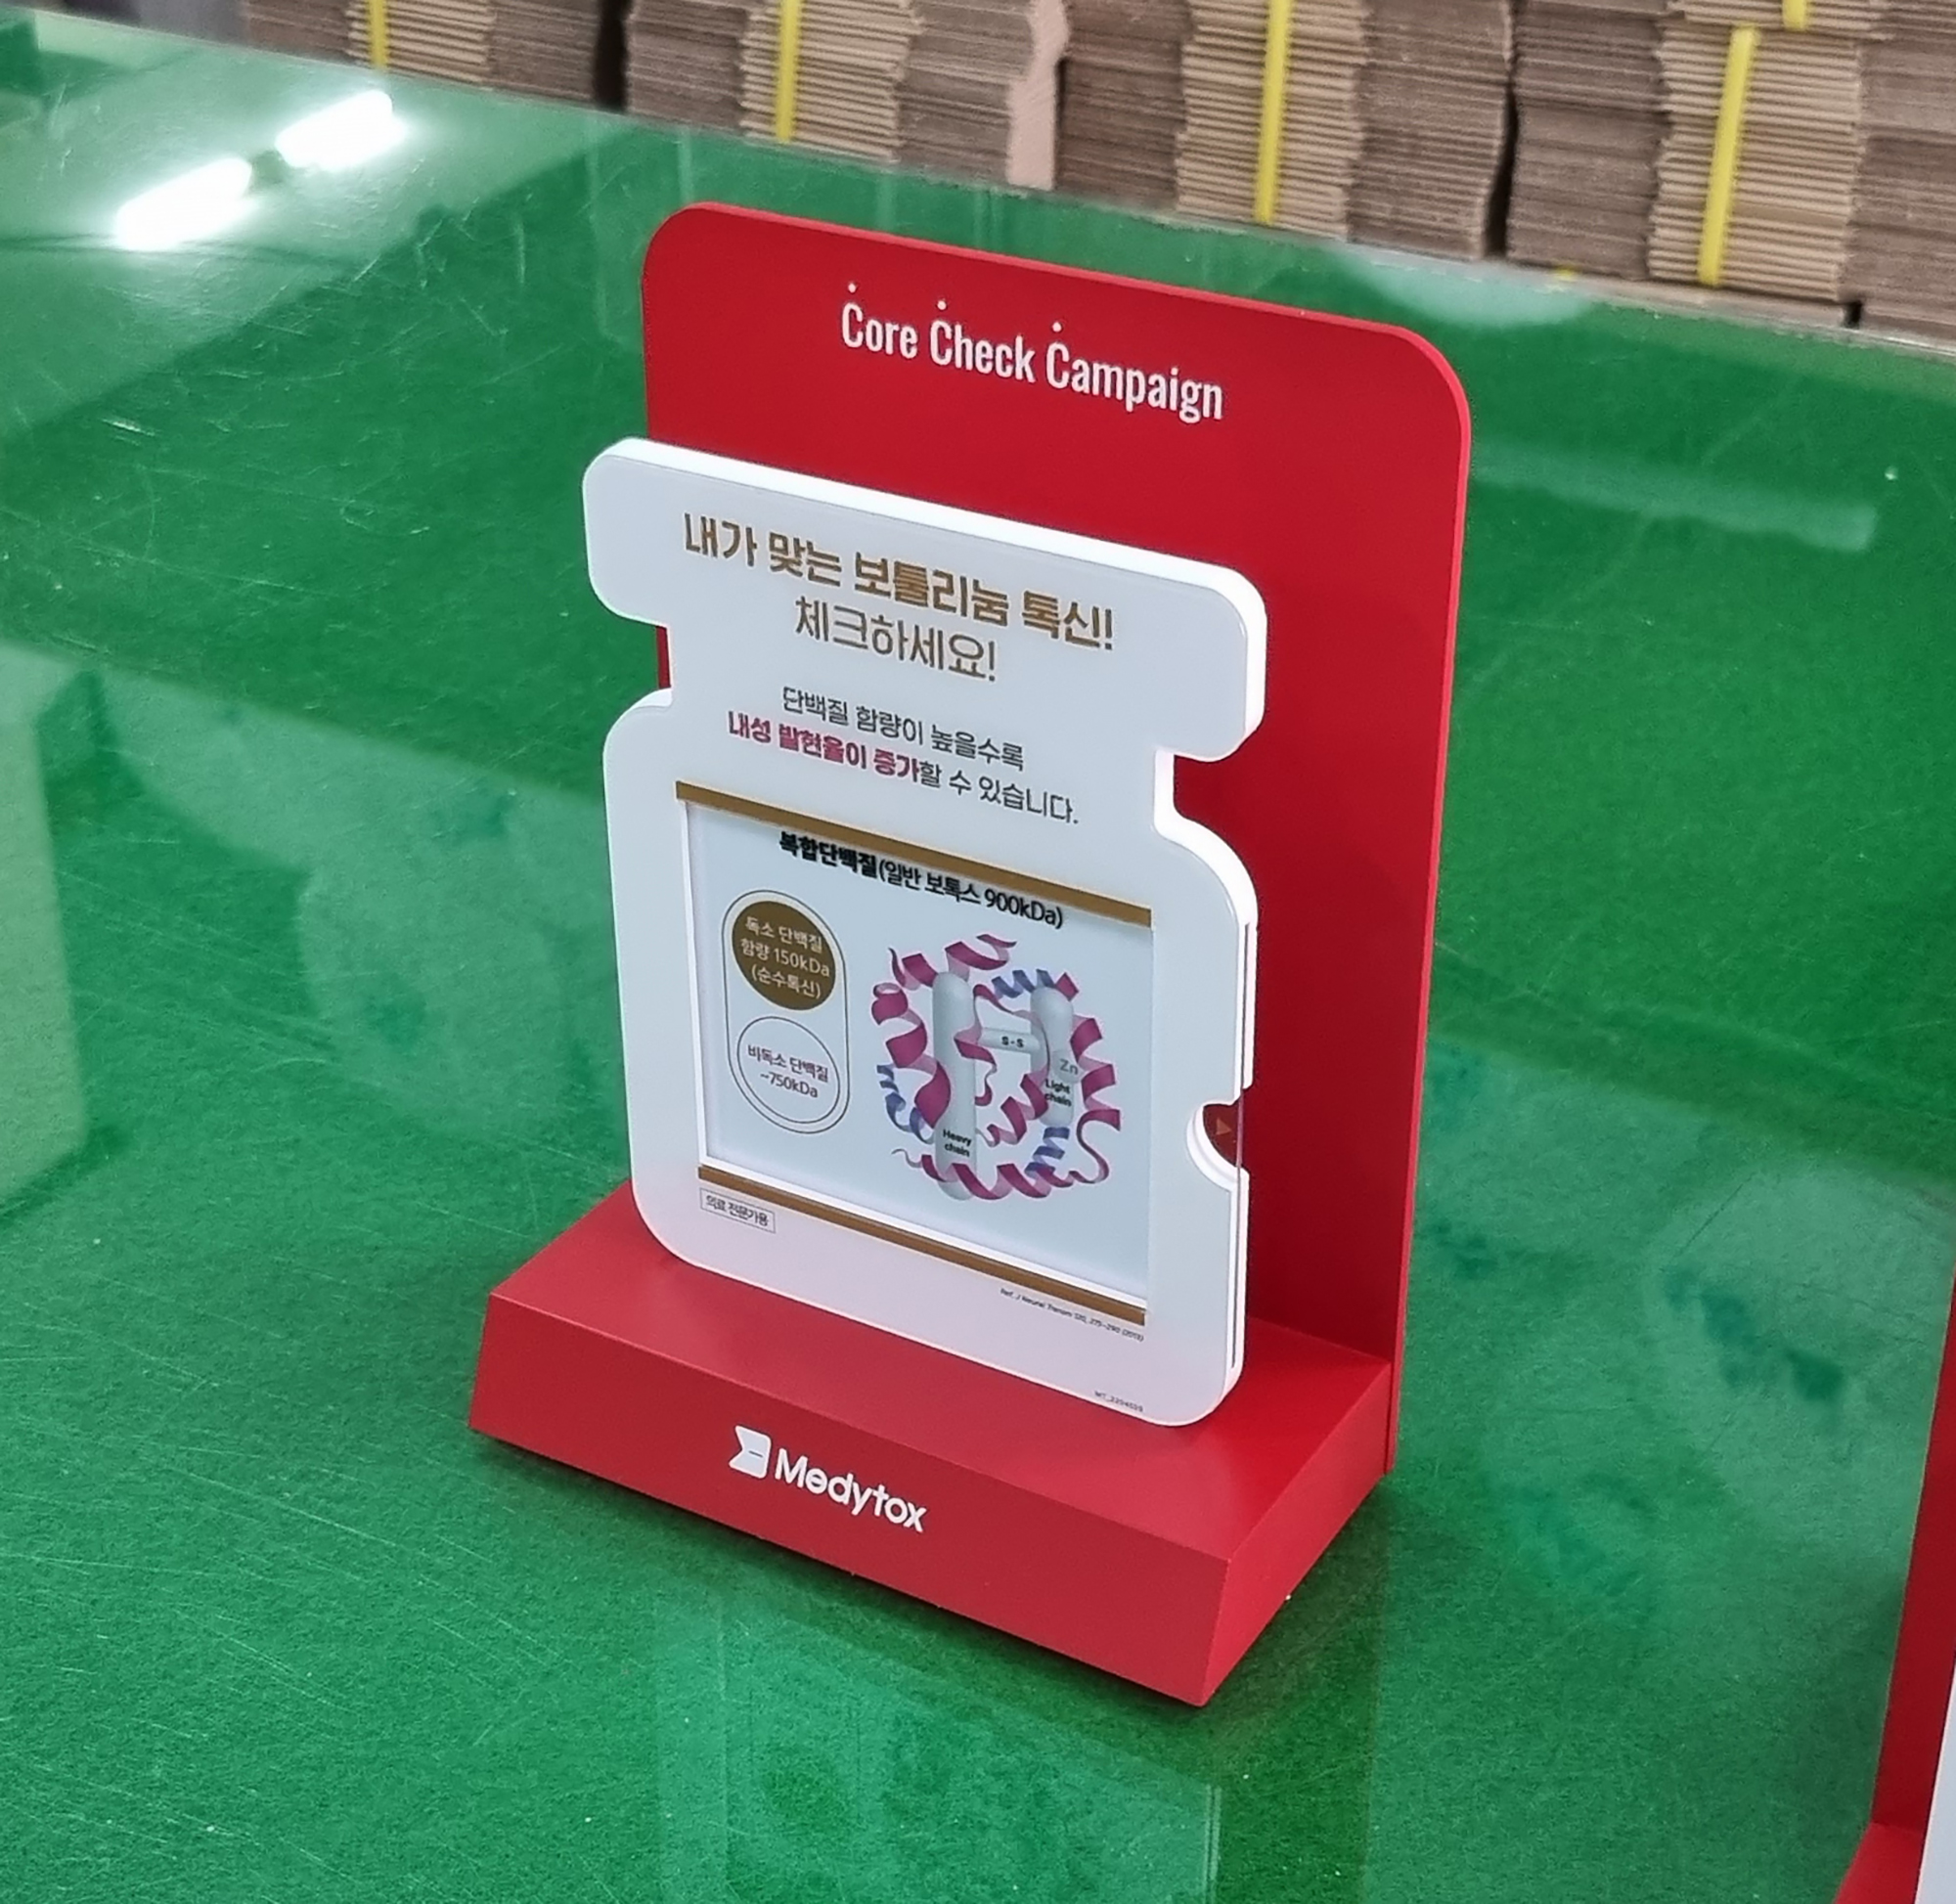 Core Check Campaign
내가 맞는 보툴리눔 톡신!
체크하세요!
단백질 함량이 높을수록
내성 발현율이 증가할 수 있습니다.
복합단백질(일반 보톡스 900kDa)
독소 단백질
함량 150kDa
(순수톡신)
비독소 단백질
~750kDa
S-S
Zn
Light
chain
Heavy
chain
의료 전문가용
Medytox